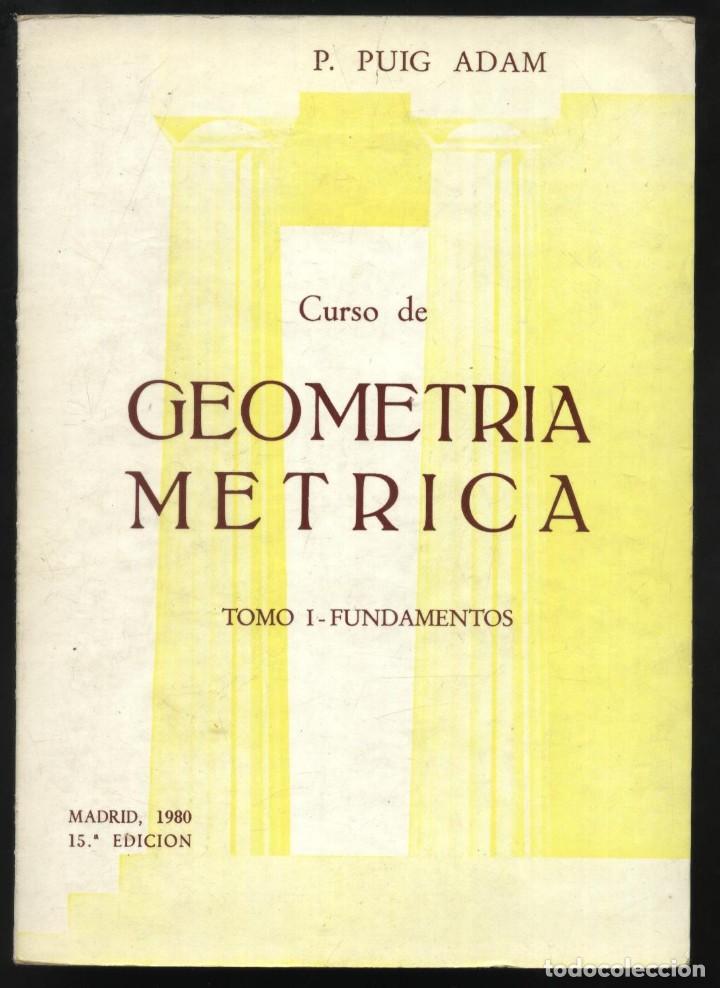 P. PUIG ADAM
Curso de
GEOMETRIA
METRICA
TOMO I - FUNDAMENTOS
MADRID, 1980
15.ª EDICION
todocoleccion